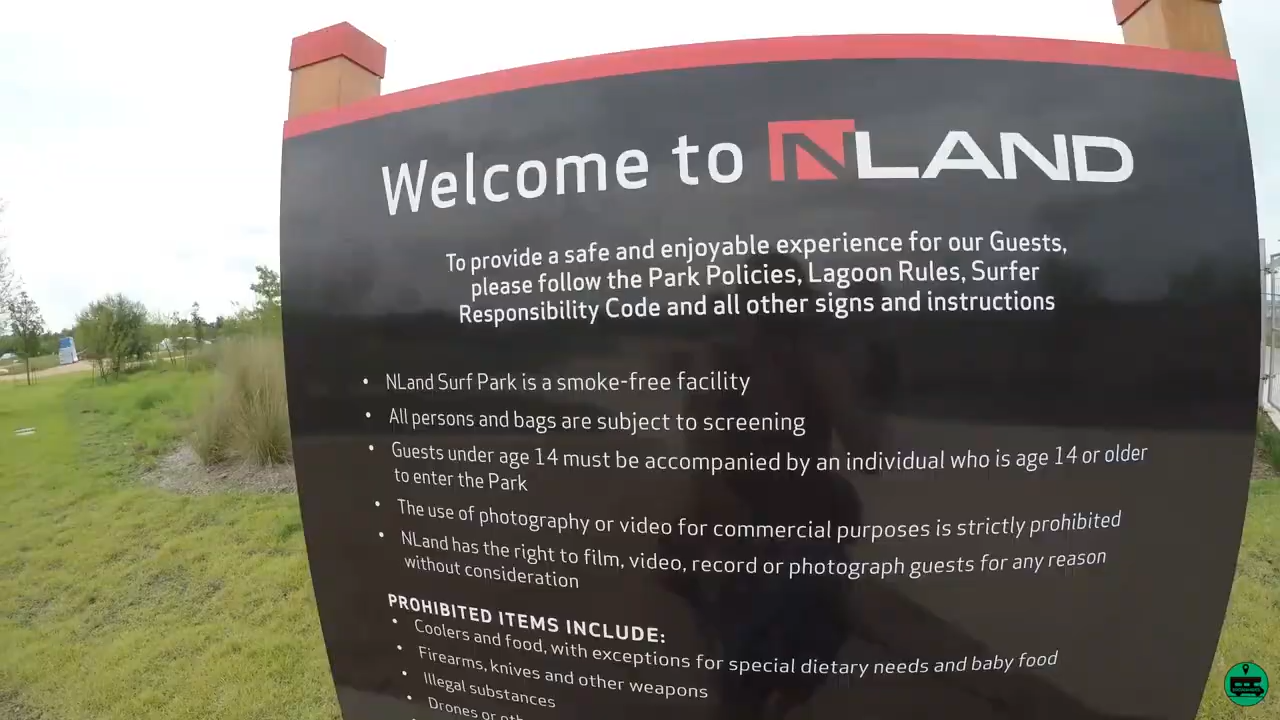 Welcome to NLAND
To provide a safe and enjoyable experience for our Guests,
please follow the Park Policies, Lagoon Rules, Surfer
Responsibility Code and all other signs and instructions
• NLand Surf Park is a smoke-free facility
• All persons and bags are subject to screening
• Guests under age 14 must be accompanied by an individual who is age 14 or older
to enter the Park
• The use of photography or video for commercial purposes is strictly prohibited
• NLand has the right to film, video, record or photograph guests for any reason
without consideration
PROHIBITED ITEMS INCLUDE:
• Coolers and food, with exceptions for special dietary needs and baby food
• Firearms, knives and other weapons
• Illegal substances
• Drones or